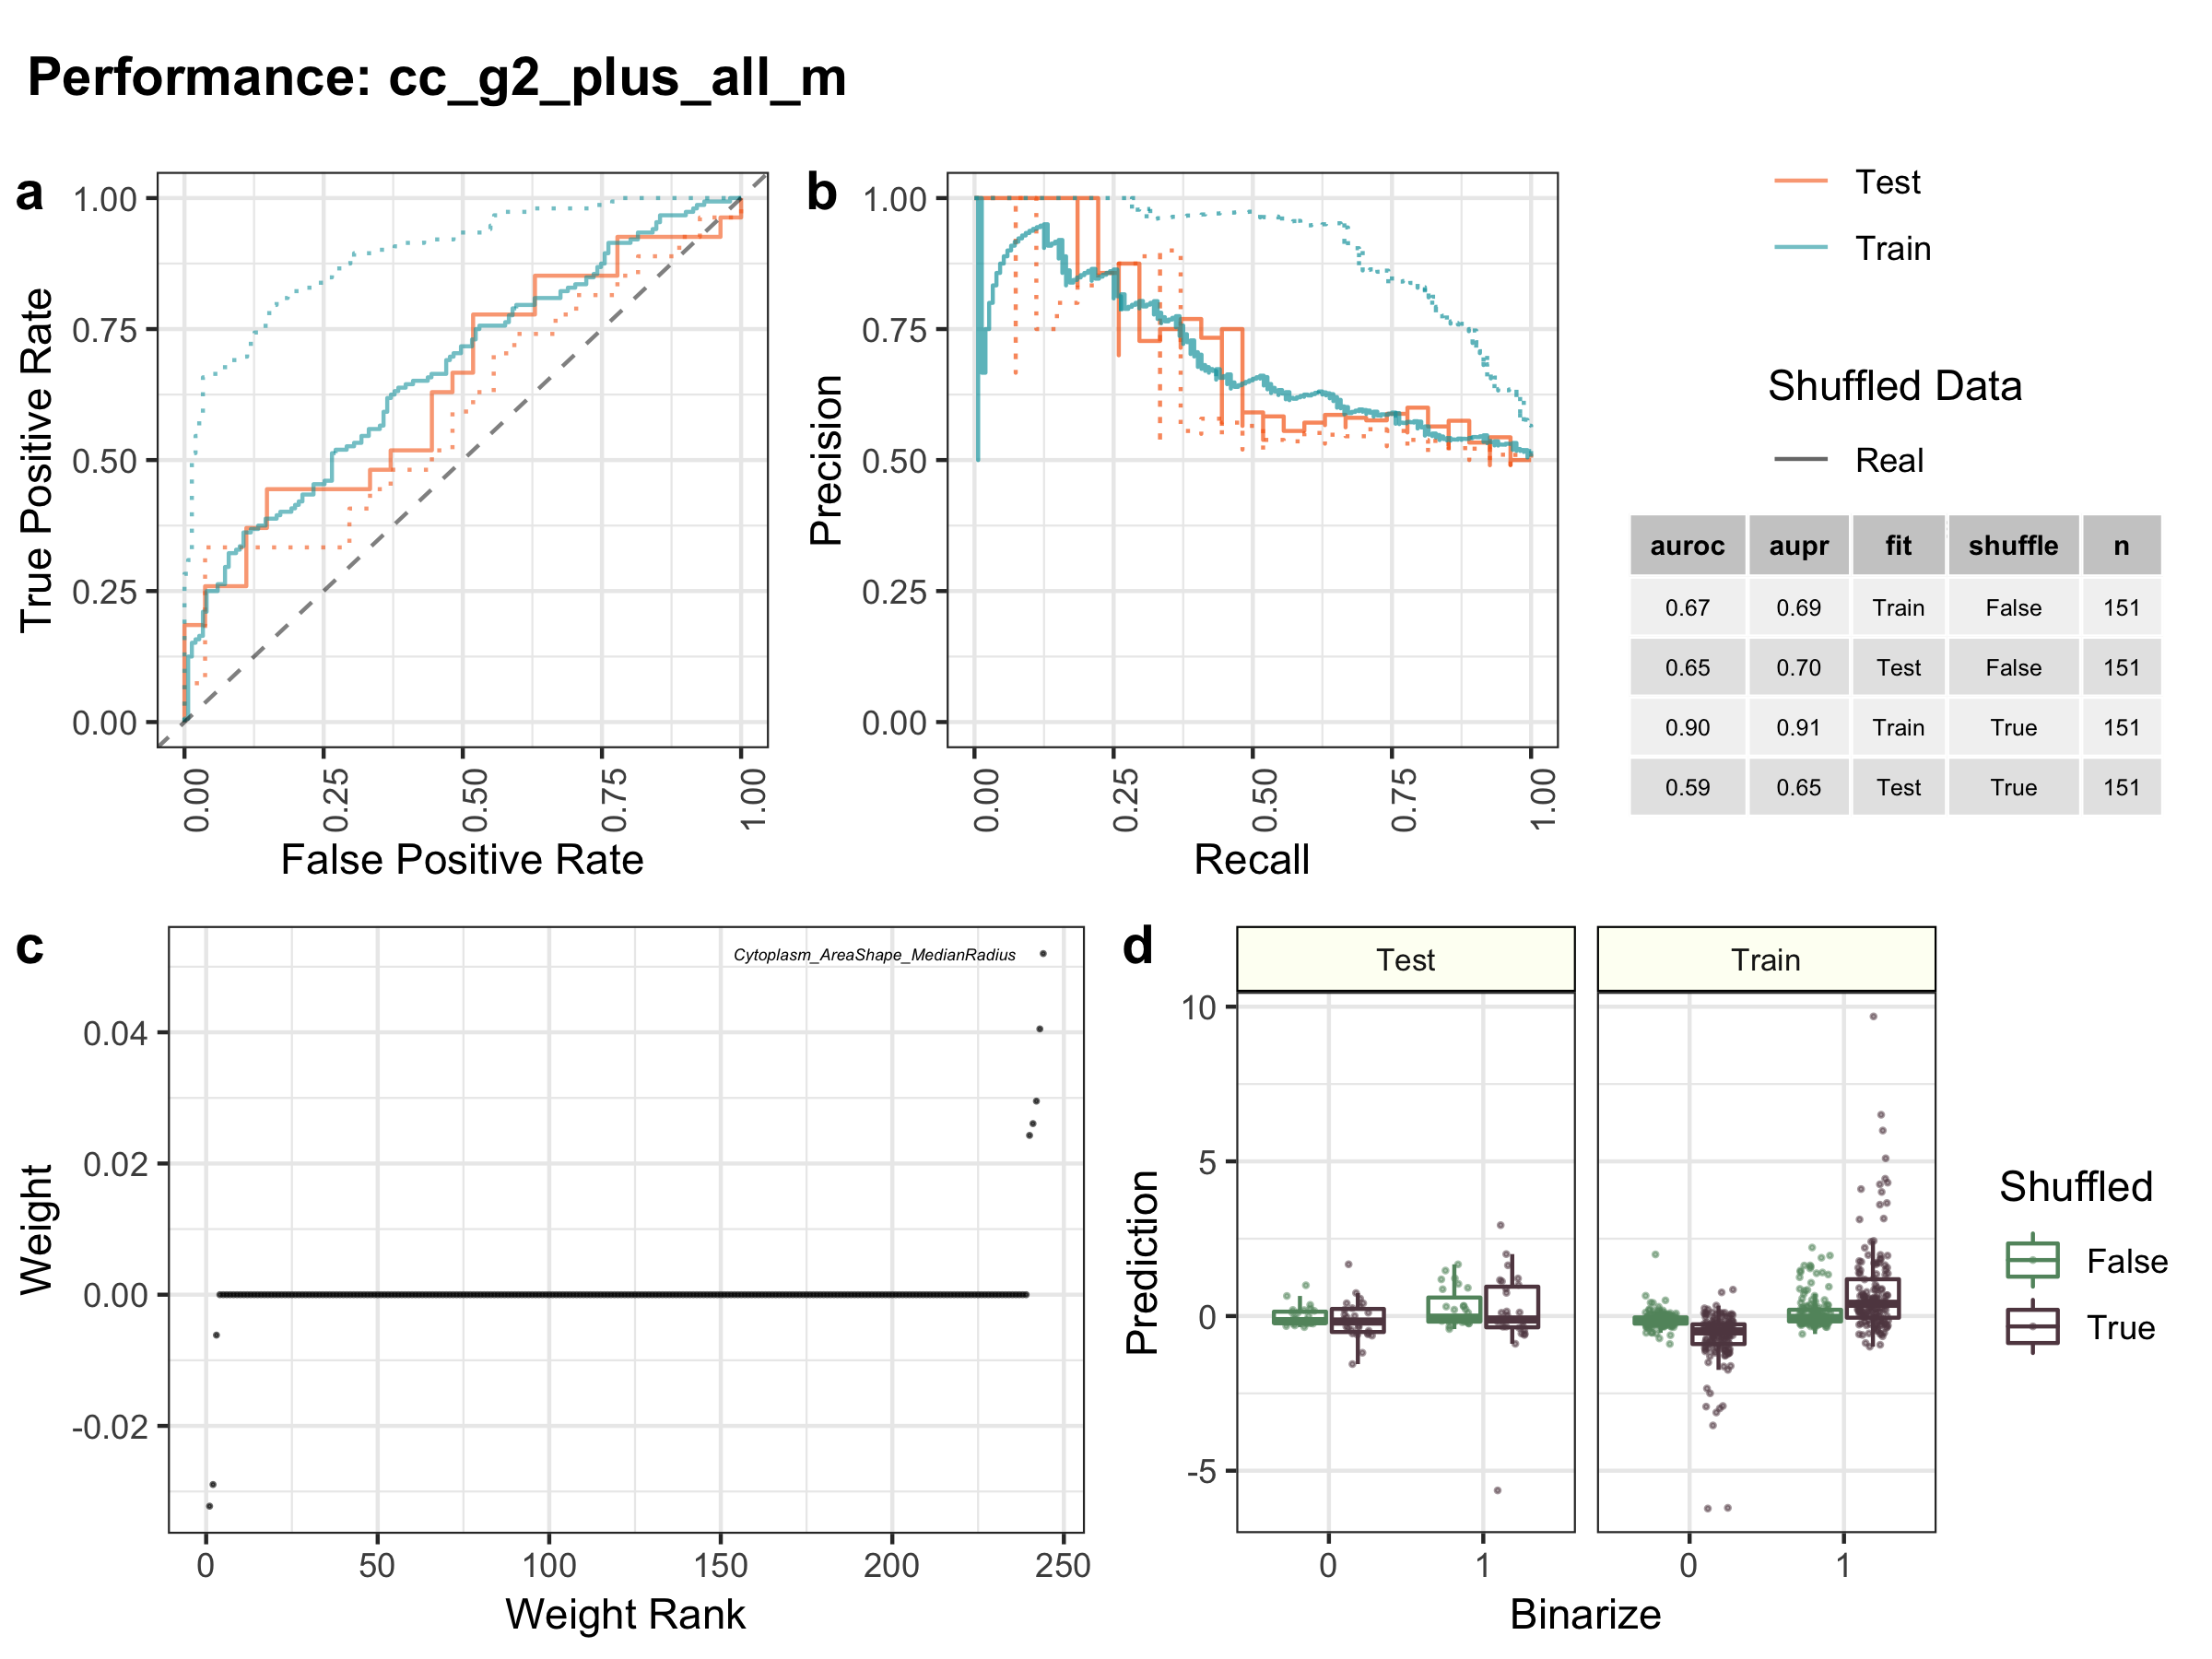 Performance: cc_g2_plus_all_m
a
1.00
0.75
0.50
0.25
0.00
True Positive Rate
0.00
0.25
0.50
0.75
1.00
False Positive Rate
b
1.00
0.75
0.50
0.25
0.00
Precision
0.00
0.25
0.50
0.75
1.00
Recall
Test
Train
Shuffled Data
Real
auroc aupr fit shuffle n
0.67 0.69 Train False 151
0.65 0.70 Test False 151
0.90 0.91 Train True 151
0.59 0.65 Test True 151
c
Cytoplasm_AreaShape_MedianRadius
0.04
0.02
0.00
-0.02
Weight
0 50 100 150 200 250
Weight Rank
d
Test Train
10
5
0
-5
Prediction
0 1 0 1
Binarize
Shuffled
False
True